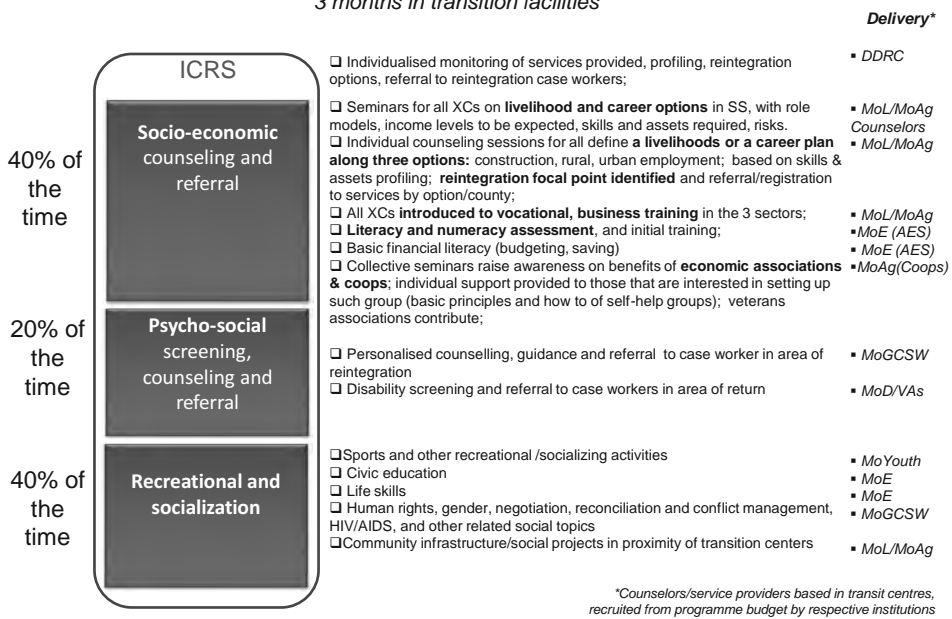 3 months in transition facilities
Delivery*
ICRS
❑ Individualised monitoring of services provided, profiling, reintegration
options, referral to reintegration case workers;
▪ DDRC
40% of
the
time
Socio-economic
counseling and
referral
❑ Seminars for all XCs on livelihood and career options in SS, with role
models, income levels to be expected, skills and assets required, risks.
❑ Individual counseling sessions for all define a livelihoods or a career plan
along three options: construction, rural, urban employment; based on skills &
assets profiling; reintegration focal point identified and referral/registration
to services by option/county;
❑ All XCs introduced to vocational, business training in the 3 sectors;
❑ Literacy and numeracy assessment, and initial training;
❑ Basic financial literacy (budgeting, saving)
❑ Collective seminars raise awareness on benefits of economic associations
& coops; individual support provided to those that are interested in setting up
such group (basic principles and how to of self-help groups); veterans
associations contribute;
▪ MoL/MoAg
Counselors
▪ MoL/MoAg
▪ MoL/MoAg
▪MoE (AES)
▪ MoE (AES)
▪MoAg(Coops)
20% of
the
time
Psycho-social
screening,
counseling and
referral
❑ Personalised counselling, guidance and referral to case worker in area of
reintegration
❑ Disability screening and referral to case workers in area of return
▪ MoGCSW
▪ MoD/VAs
40% of
the
time
Recreational and
socialization
❑Sports and other recreational /socializing activities
❑ Civic education
❑ Life skills
❑ Human rights, gender, negotiation, reconciliation and conflict management,
HIV/AIDS, and other related social topics
❑Community infrastructure/social projects in proximity of transition centers
▪ MoYouth
▪ MoE
▪ MoE
▪ MoGCSW
▪ MoL/MoAg
*Counselors/service providers based in transit centres,
recruited from programme budget by respective institutions